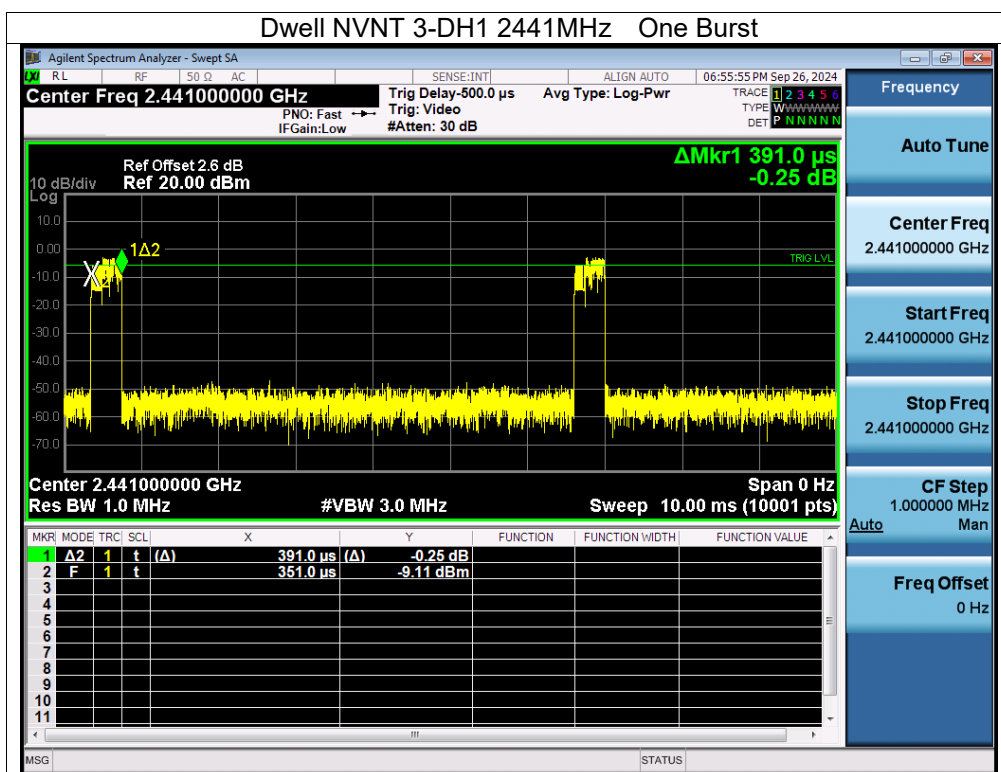 Dwell NVNT 3-DH1 2441MHz One Burst
Agilent Spectrum Analyzer - Swept SA
LXI RL RF 50 Ω AC SENSE:INT ALIGN AUTO 06:55:55 PM Sep 26, 2024
Center Freq 2.441000000 GHz
PNO: Fast
IFGain:Low
Trig Delay-500.0 µs
Trig: Video
#Atten: 30 dB
Avg Type: Log-Pwr
TRACE 1 2 3 4 5 6
TYPE WWWWWWW
DET P N N N N N
ΔMkr1 391.0 µs
-0.25 dB
Ref Offset 2.6 dB
10 dB/div Ref 20.00 dBm
Log
10.0
0.00
-10.0
-20.0
-30.0
-40.0
-50.0
-60.0
-70.0
1Δ2
TRIG LVL
Center 2.441000000 GHz Span 0 Hz
Res BW 1.0 MHz #VBW 3.0 MHz Sweep 10.00 ms (10001 pts)
MKR MODE TRC SCL X Y FUNCTION FUNCTION WIDTH FUNCTION VALUE
1 Δ2 1 t (Δ) 391.0 µs (Δ) -0.25 dB
2 F 1 t 351.0 µs -9.11 dBm
3
4
5
6
7
8
9
10
11
MSG STATUS
Frequency
Auto Tune
Center Freq
2.441000000 GHz
Start Freq
2.441000000 GHz
Stop Freq
2.441000000 GHz
CF Step
1.000000 MHz
Auto Man
Freq Offset
0 Hz